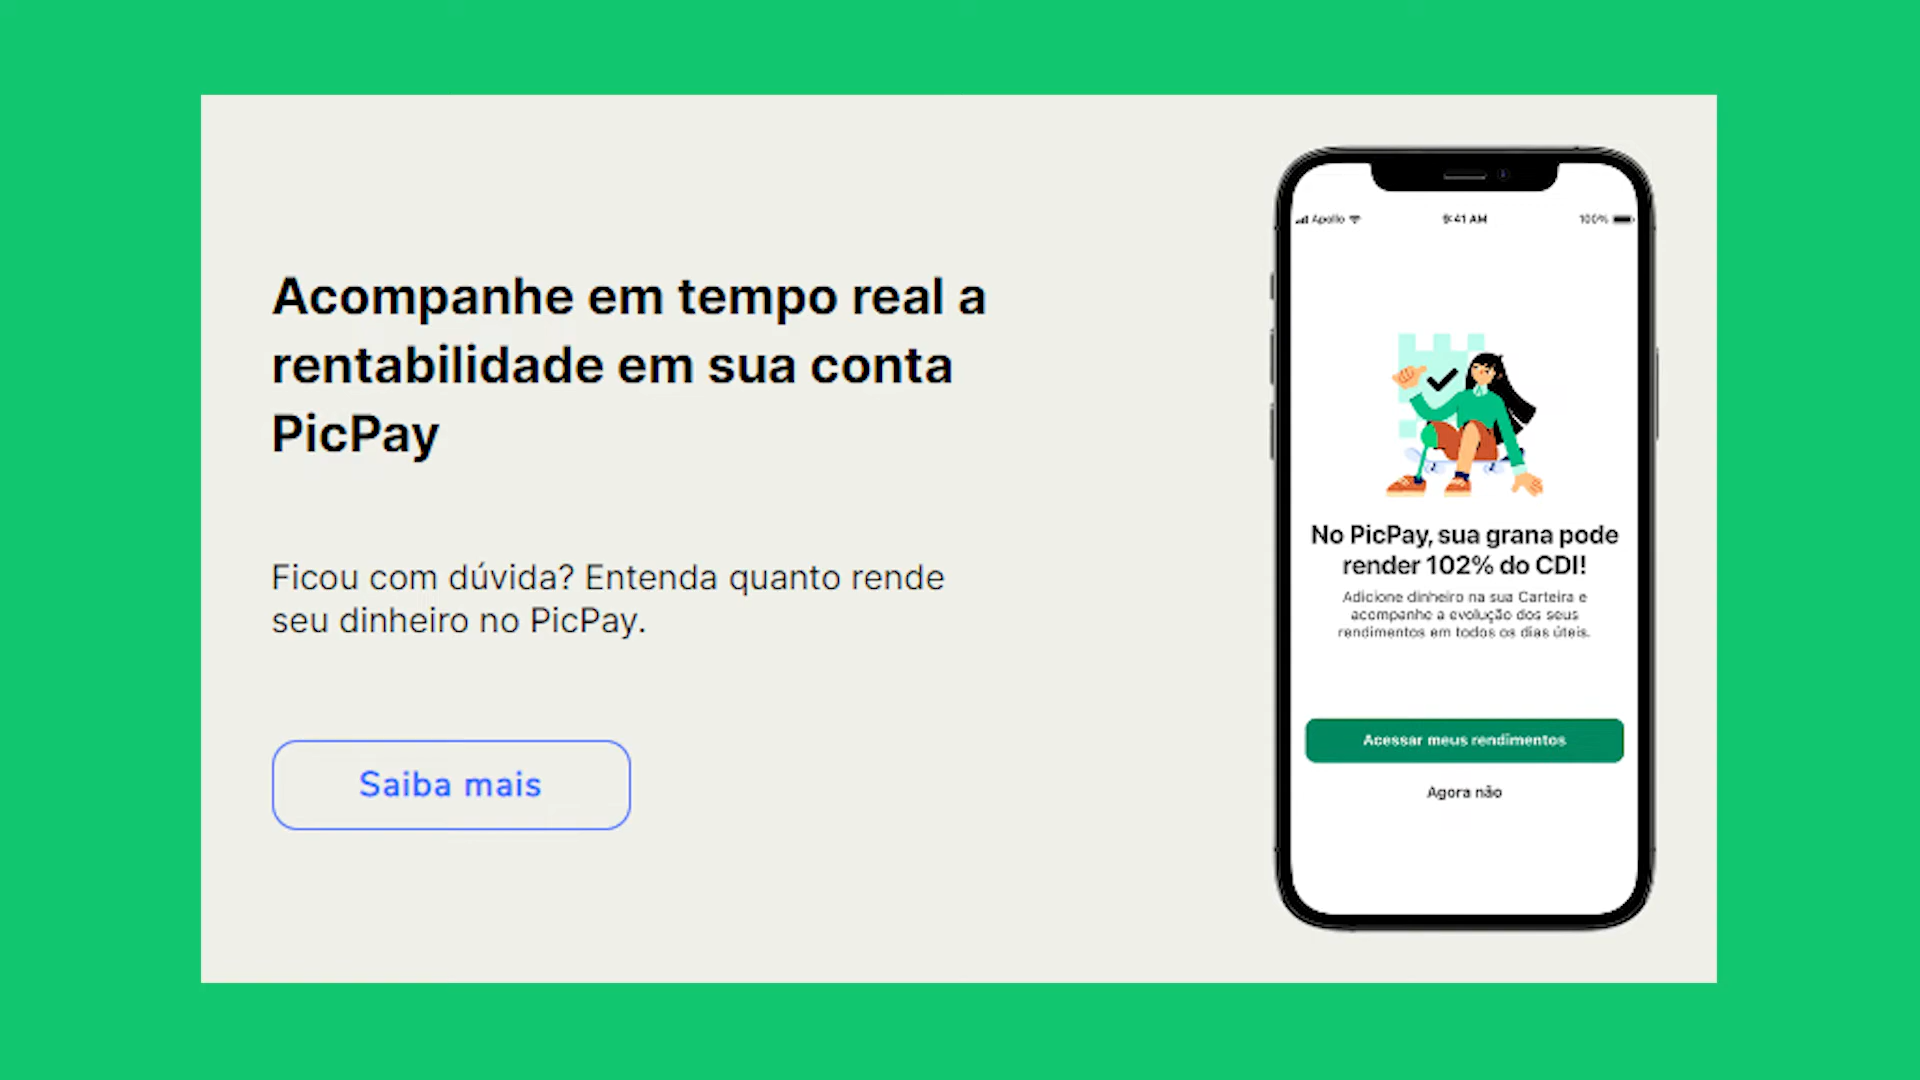 Acompanhe em tempo real a
rentabilidade em sua conta
PicPay
Ficou com dúvida? Entenda quanto rende
seu dinheiro no PicPay.
Saiba mais
Apollo 9:41 AM 100%
No PicPay, sua grana pode
render 102% do CDI!
Adicione dinheiro na sua Carteira e
acompanhe a evolução dos seus
rendimentos em todos os dias úteis.
Acessar meus rendimentos
Agora não